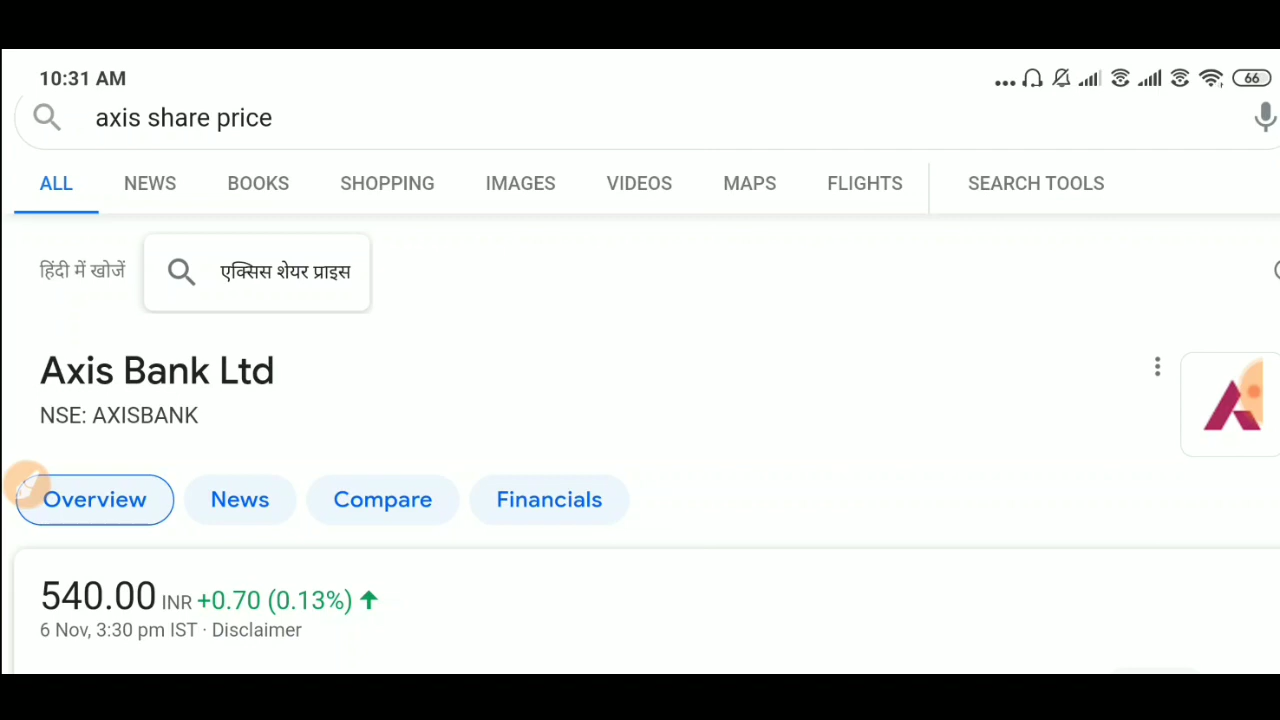 10:31 AM
66
axis share price
ALL NEWS BOOKS SHOPPING IMAGES VIDEOS MAPS FLIGHTS SEARCH TOOLS
हिंदी में खोजें एक्सिस शेयर प्राइस
Axis Bank Ltd
NSE: AXISBANK
Overview News Compare Financials
540.00 INR +0.70 (0.13%)
6 Nov, 3:30 pm IST · Disclaimer